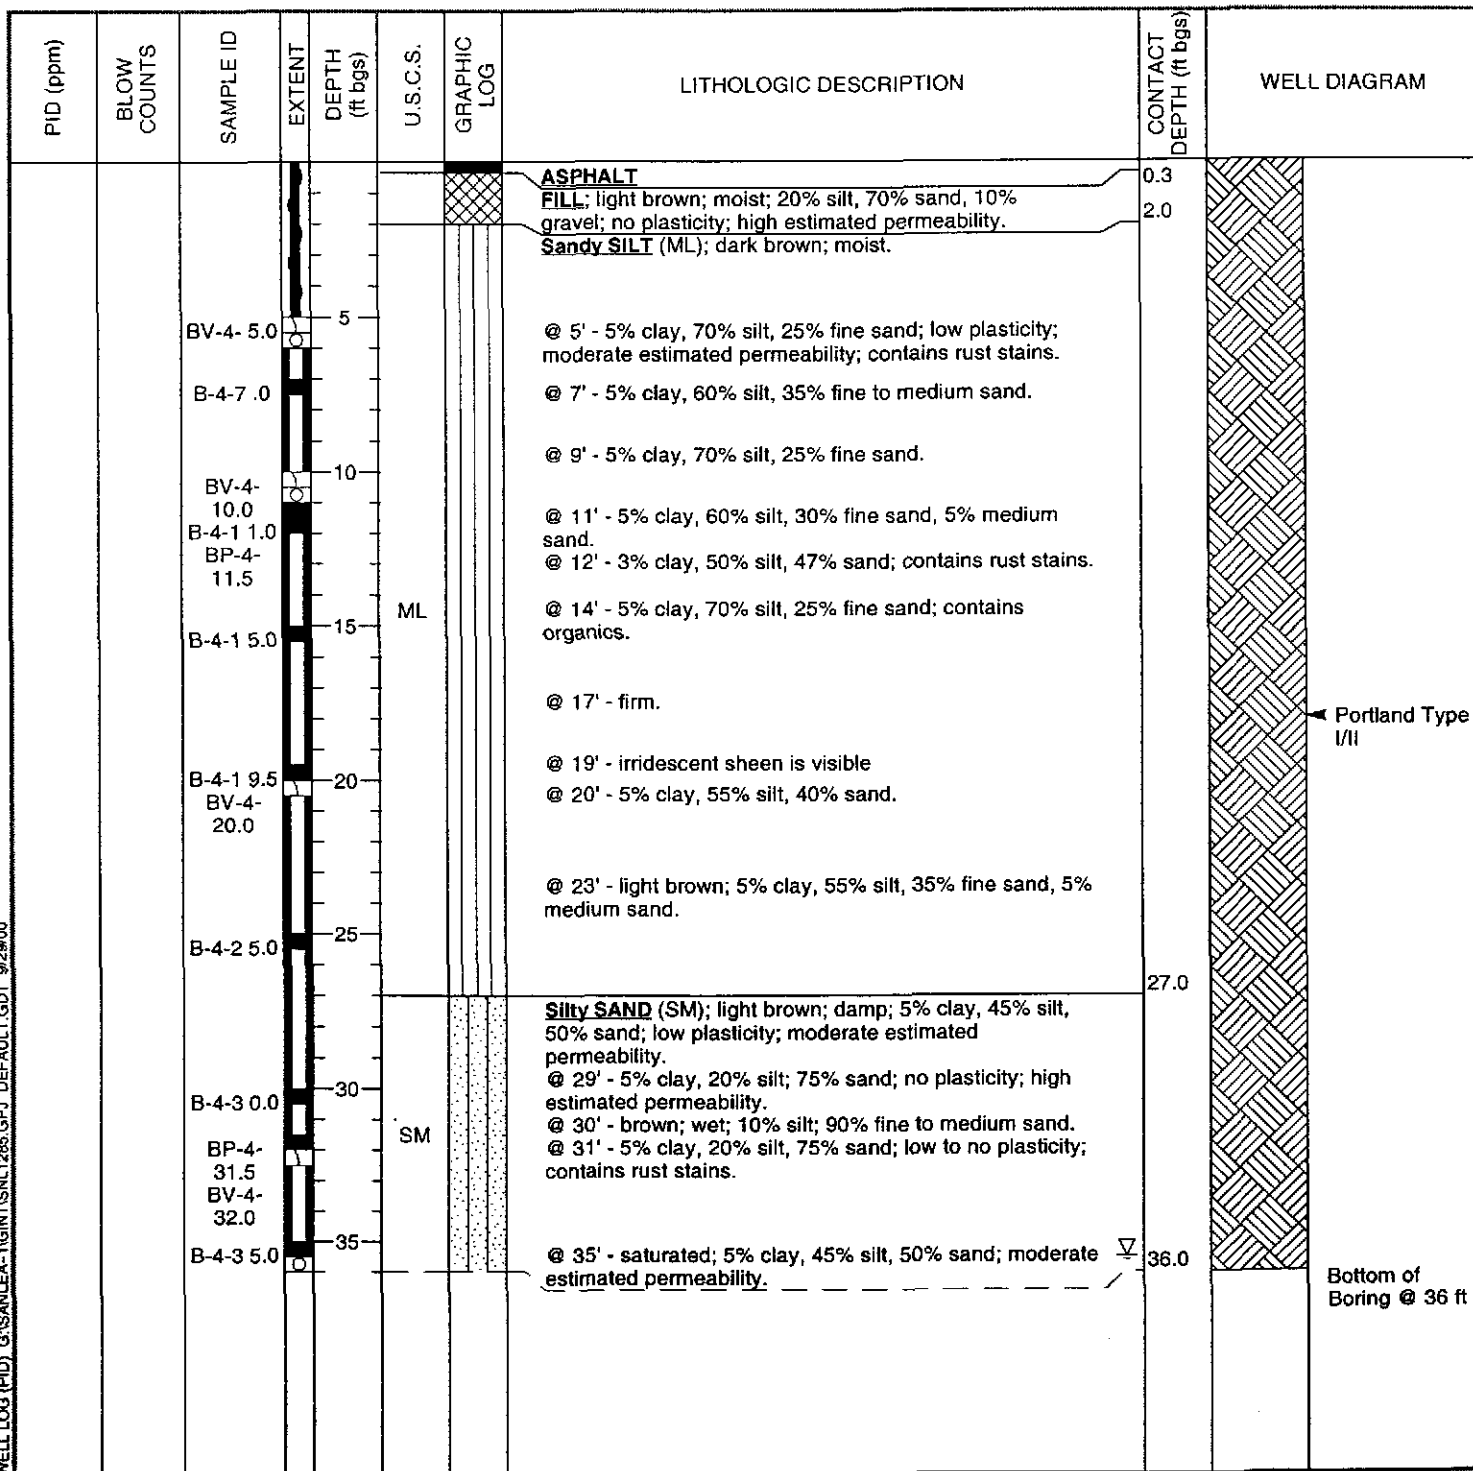 PID (ppm)
BLOW
COUNTS
SAMPLE ID
EXTENT
DEPTH
(ft bgs)
U.S.C.S.
GRAPHIC
LOG
LITHOLOGIC DESCRIPTION
CONTACT
DEPTH (ft bgs)
WELL DIAGRAM
ASPHALT
0.3
FILL; light brown; moist; 20% silt, 70% sand, 10%
gravel; no plasticity; high estimated permeability.
2.0
Sandy SILT (ML); dark brown; moist.
BV-4- 5.0
5
@ 5' - 5% clay, 70% silt, 25% fine sand; low plasticity;
moderate estimated permeability; contains rust stains.
B-4-7 .0
@ 7' - 5% clay, 60% silt, 35% fine to medium sand.
@ 9' - 5% clay, 70% silt, 25% fine sand.
10
BV-4-
10.0
B-4-1 1.0
BP-4-
11.5
@ 11' - 5% clay, 60% silt, 30% fine sand, 5% medium
sand.
@ 12' - 3% clay, 50% silt, 47% sand; contains rust stains.
ML
@ 14' - 5% clay, 70% silt, 25% fine sand; contains
organics.
15
B-4-1 5.0
@ 17' - firm.
Portland Type
I/II
@ 19' - irridescent sheen is visible
B-4-1 9.5
20
BV-4-
20.0
@ 20' - 5% clay, 55% silt, 40% sand.
@ 23' - light brown; 5% clay, 55% silt, 35% fine sand, 5%
medium sand.
25
B-4-2 5.0
27.0
Silty SAND (SM); light brown; damp; 5% clay, 45% silt,
50% sand; low plasticity; moderate estimated
permeability.
@ 29' - 5% clay, 20% silt; 75% sand; no plasticity; high
estimated permeability.
30
B-4-3 0.0
@ 30' - brown; wet; 10% silt; 90% fine to medium sand.
SM
@ 31' - 5% clay, 20% silt, 75% sand; low to no plasticity;
contains rust stains.
BP-4-
31.5
BV-4-
32.0
35
B-4-3 5.0
@ 35' - saturated; 5% clay, 45% silt, 50% sand; moderate
estimated permeability.
36.0
Bottom of
Boring @ 36 ft
WELL LOG (PID) DEFAULT.GDT 9/29/00